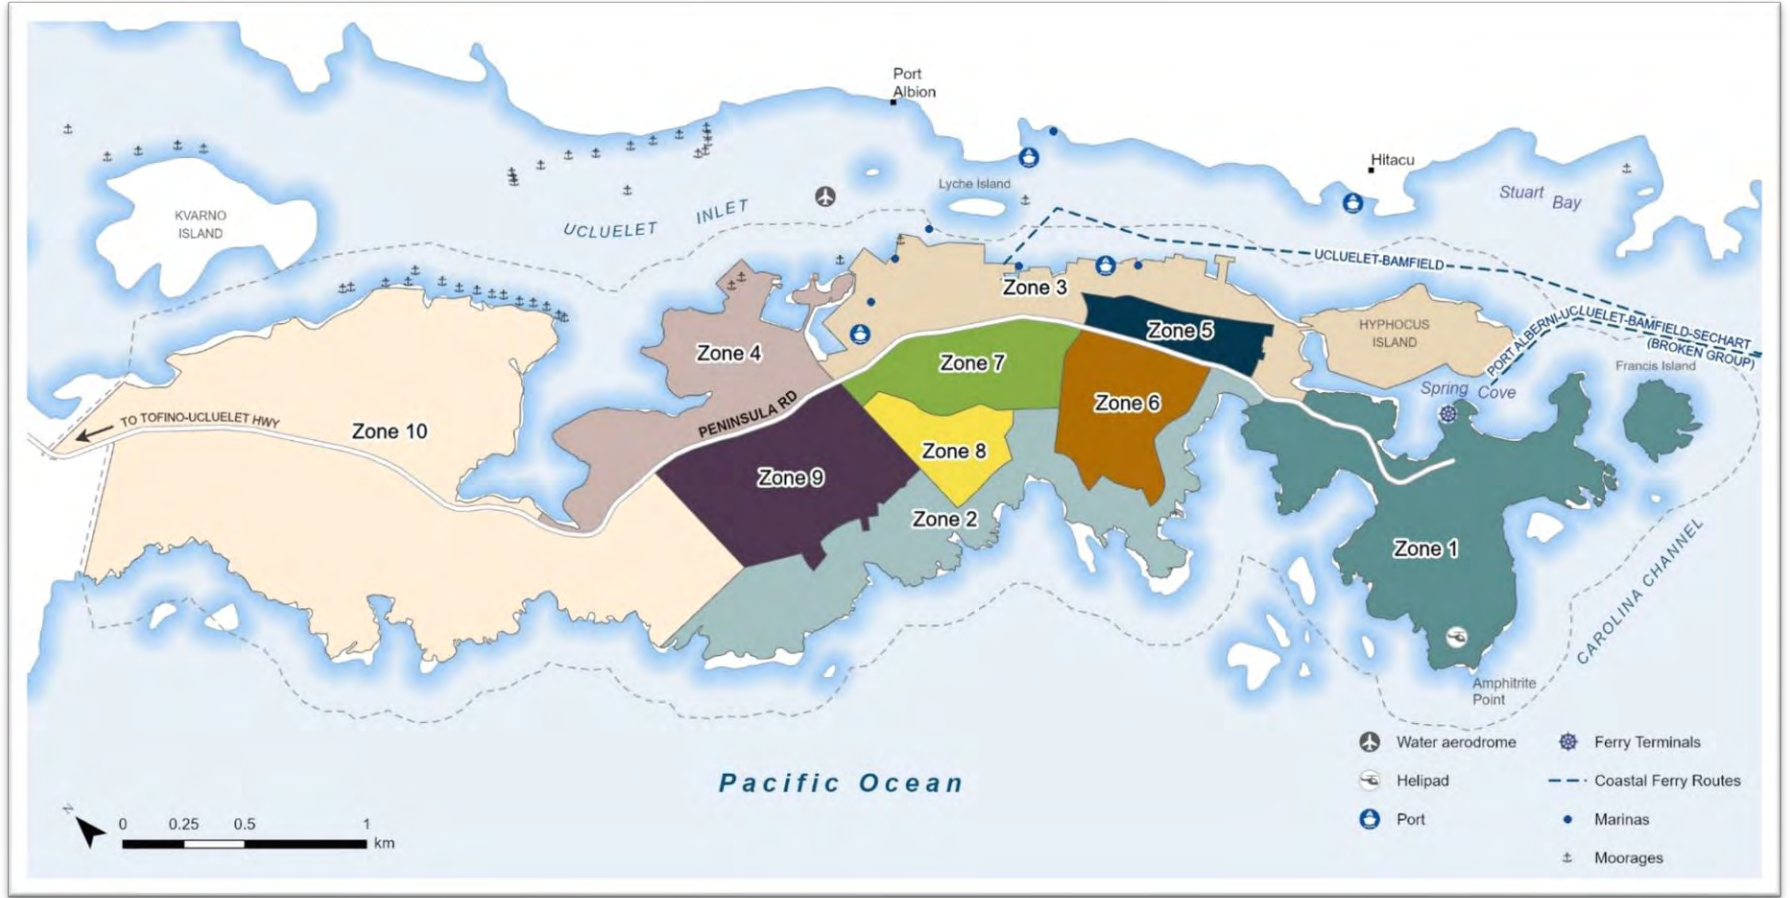 Port
Albion
Hitacu
Lyche Island
Stuart Bay
KVARNO
ISLAND
UCLUELET INLET
UCLUELET-BAMFIELD
Zone 3
Zone 5
HYPHOCUS
ISLAND
PORT ALBERNI-UCLUELET-BAMFIELD-SECHART
(BROKEN GROUP)
Zone 4
Zone 7
Francis Island
Spring Cove
Zone 6
PENINSULA RD
TO TOFINO-UCLUELET HWY
Zone 10
Zone 8
Zone 9
Zone 2
Zone 1
CAROLINA CHANNEL
Amphitrite
Point
Pacific Ocean
Water aerodrome
Helipad
Port
Ferry Terminals
Coastal Ferry Routes
Marinas
Moorages
N
0 0.25 0.5 1
km